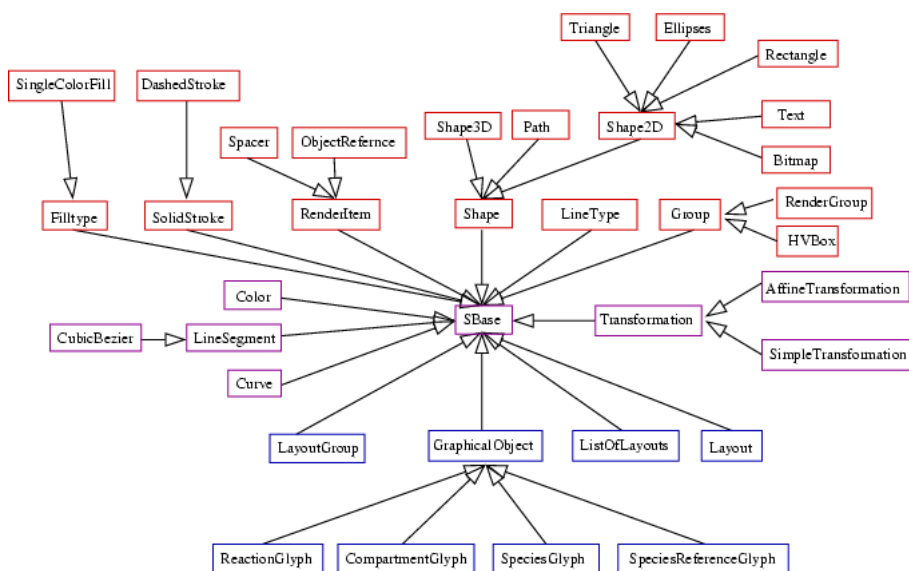 Triangle
Ellipses
Rectangle
SingleColorFill
DashedStroke
Spacer
ObjectRefernce
Shape3D
Path
Shape2D
Text
Bitmap
Filltype
SolidStroke
RenderItem
Shape
LineType
Group
RenderGroup
HVBox
Color
CubicBezier
LineSegment
Curve
SBase
Transformation
AffineTransformation
SimpleTransformation
LayoutGroup
GraphicalObject
ListOfLayouts
Layout
ReactionGlyph
CompartmentGlyph
SpeciesGlyph
SpeciesReferenceGlyph